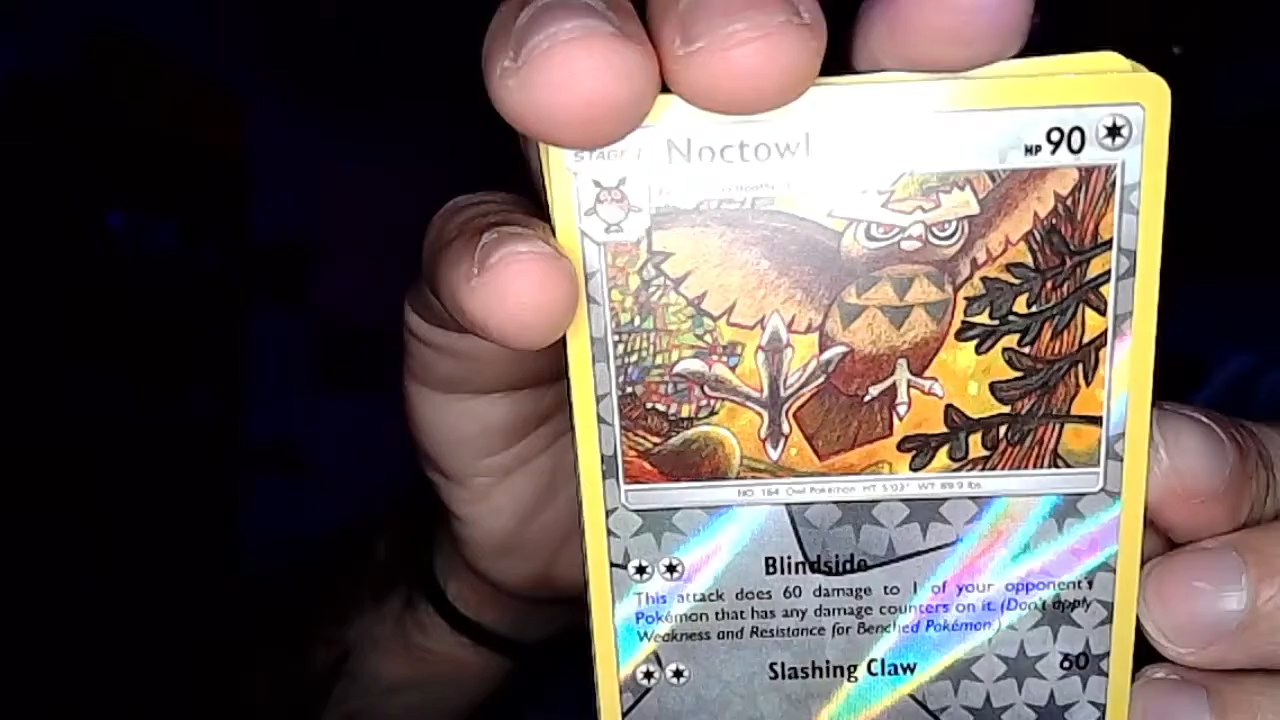 STAGE 1 Noctowl HP 90
NO. 164 Owl Pokémon HT 5'03" WT 89.9 lbs.
Blindside
This attack does 60 damage to 1 of your opponent's
Pokémon that has any damage counters on it. (Don't apply
Weakness and Resistance for Benched Pokémon.)
Slashing Claw 60